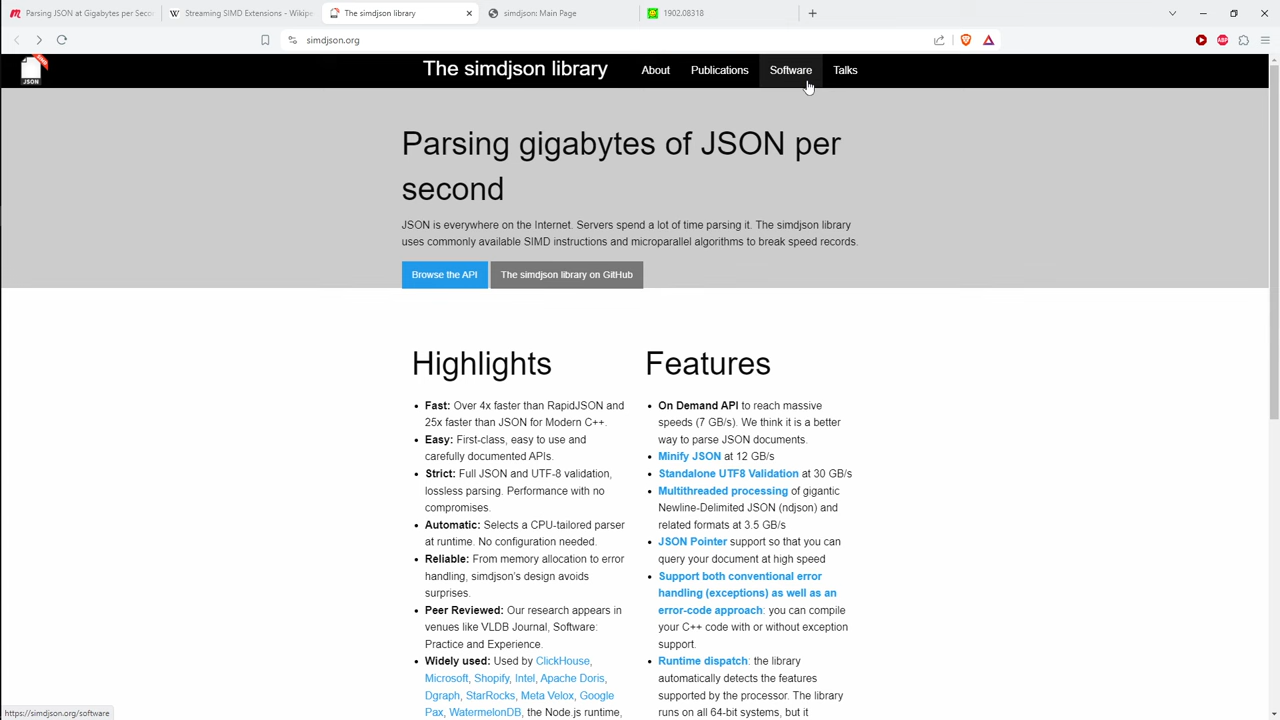 Parsing JSON at Gigabytes per Seco
Streaming SIMD Extensions - Wikipe
The simdjson library
simdjson: Main Page
1902.08318
simdjson.org
JSON
The simdjson library
About
Publications
Software
Talks
Parsing gigabytes of JSON per
second
JSON is everywhere on the Internet. Servers spend a lot of time parsing it. The simdjson library
uses commonly available SIMD instructions and microparallel algorithms to break speed records.
Browse the API
The simdjson library on GitHub
Highlights
Fast: Over 4x faster than RapidJSON and
25x faster than JSON for Modern C++.
Easy: First-class, easy to use and
carefully documented APIs.
Strict: Full JSON and UTF-8 validation,
lossless parsing. Performance with no
compromises.
Automatic: Selects a CPU-tailored parser
at runtime. No configuration needed.
Reliable: From memory allocation to error
handling, simdjson's design avoids
surprises.
Peer Reviewed: Our research appears in
venues like VLDB Journal, Software:
Practice and Experience.
Widely used: Used by ClickHouse,
Microsoft, Shopify, Intel, Apache Doris,
Dgraph, StarRocks, Meta Velox, Google
Pax, WatermelonDB, the Node.js runtime,
Features
On Demand API to reach massive
speeds (7 GB/s). We think it is a better
way to parse JSON documents.
Minify JSON at 12 GB/s
Standalone UTF8 Validation at 30 GB/s
Multithreaded processing of gigantic
Newline-Delimited JSON (ndjson) and
related formats at 3.5 GB/s
JSON Pointer support so that you can
query your document at high speed
Support both conventional error
handling (exceptions) as well as an
error-code approach: you can compile
your C++ code with or without exception
support.
Runtime dispatch: the library
automatically detects the features
supported by the processor. The library
runs on all 64-bit systems, but it
https://simdjson.org/software